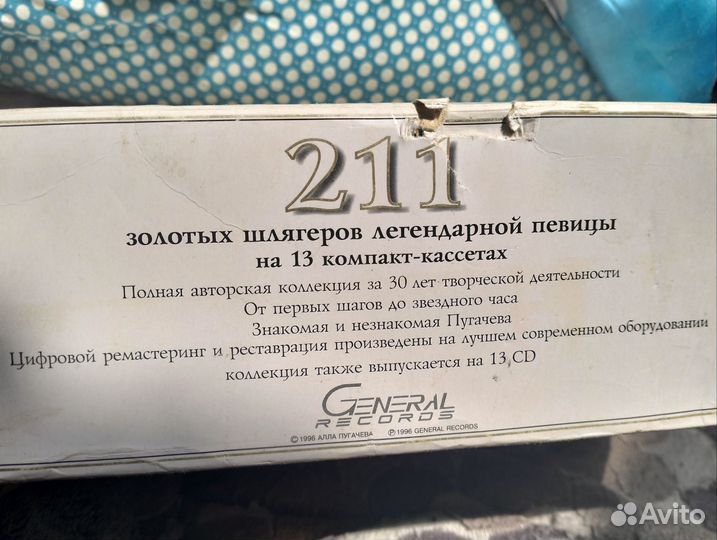 211
золотых шлягеров легендарной певицы
на 13 компакт-кассетах
Полная авторская коллекция за 30 лет творческой деятельности
От первых шагов до звездного часа
Знакомая и незнакомая Пугачева
Цифровой ремастеринг и реставрация произведены на лучшем современном оборудовании
коллекция также выпускается на 13 CD
GENERAL
RECORDS
© 1996 АЛЛА ПУГАЧЕВА ℗ 1996 GENERAL RECORDS
Avito